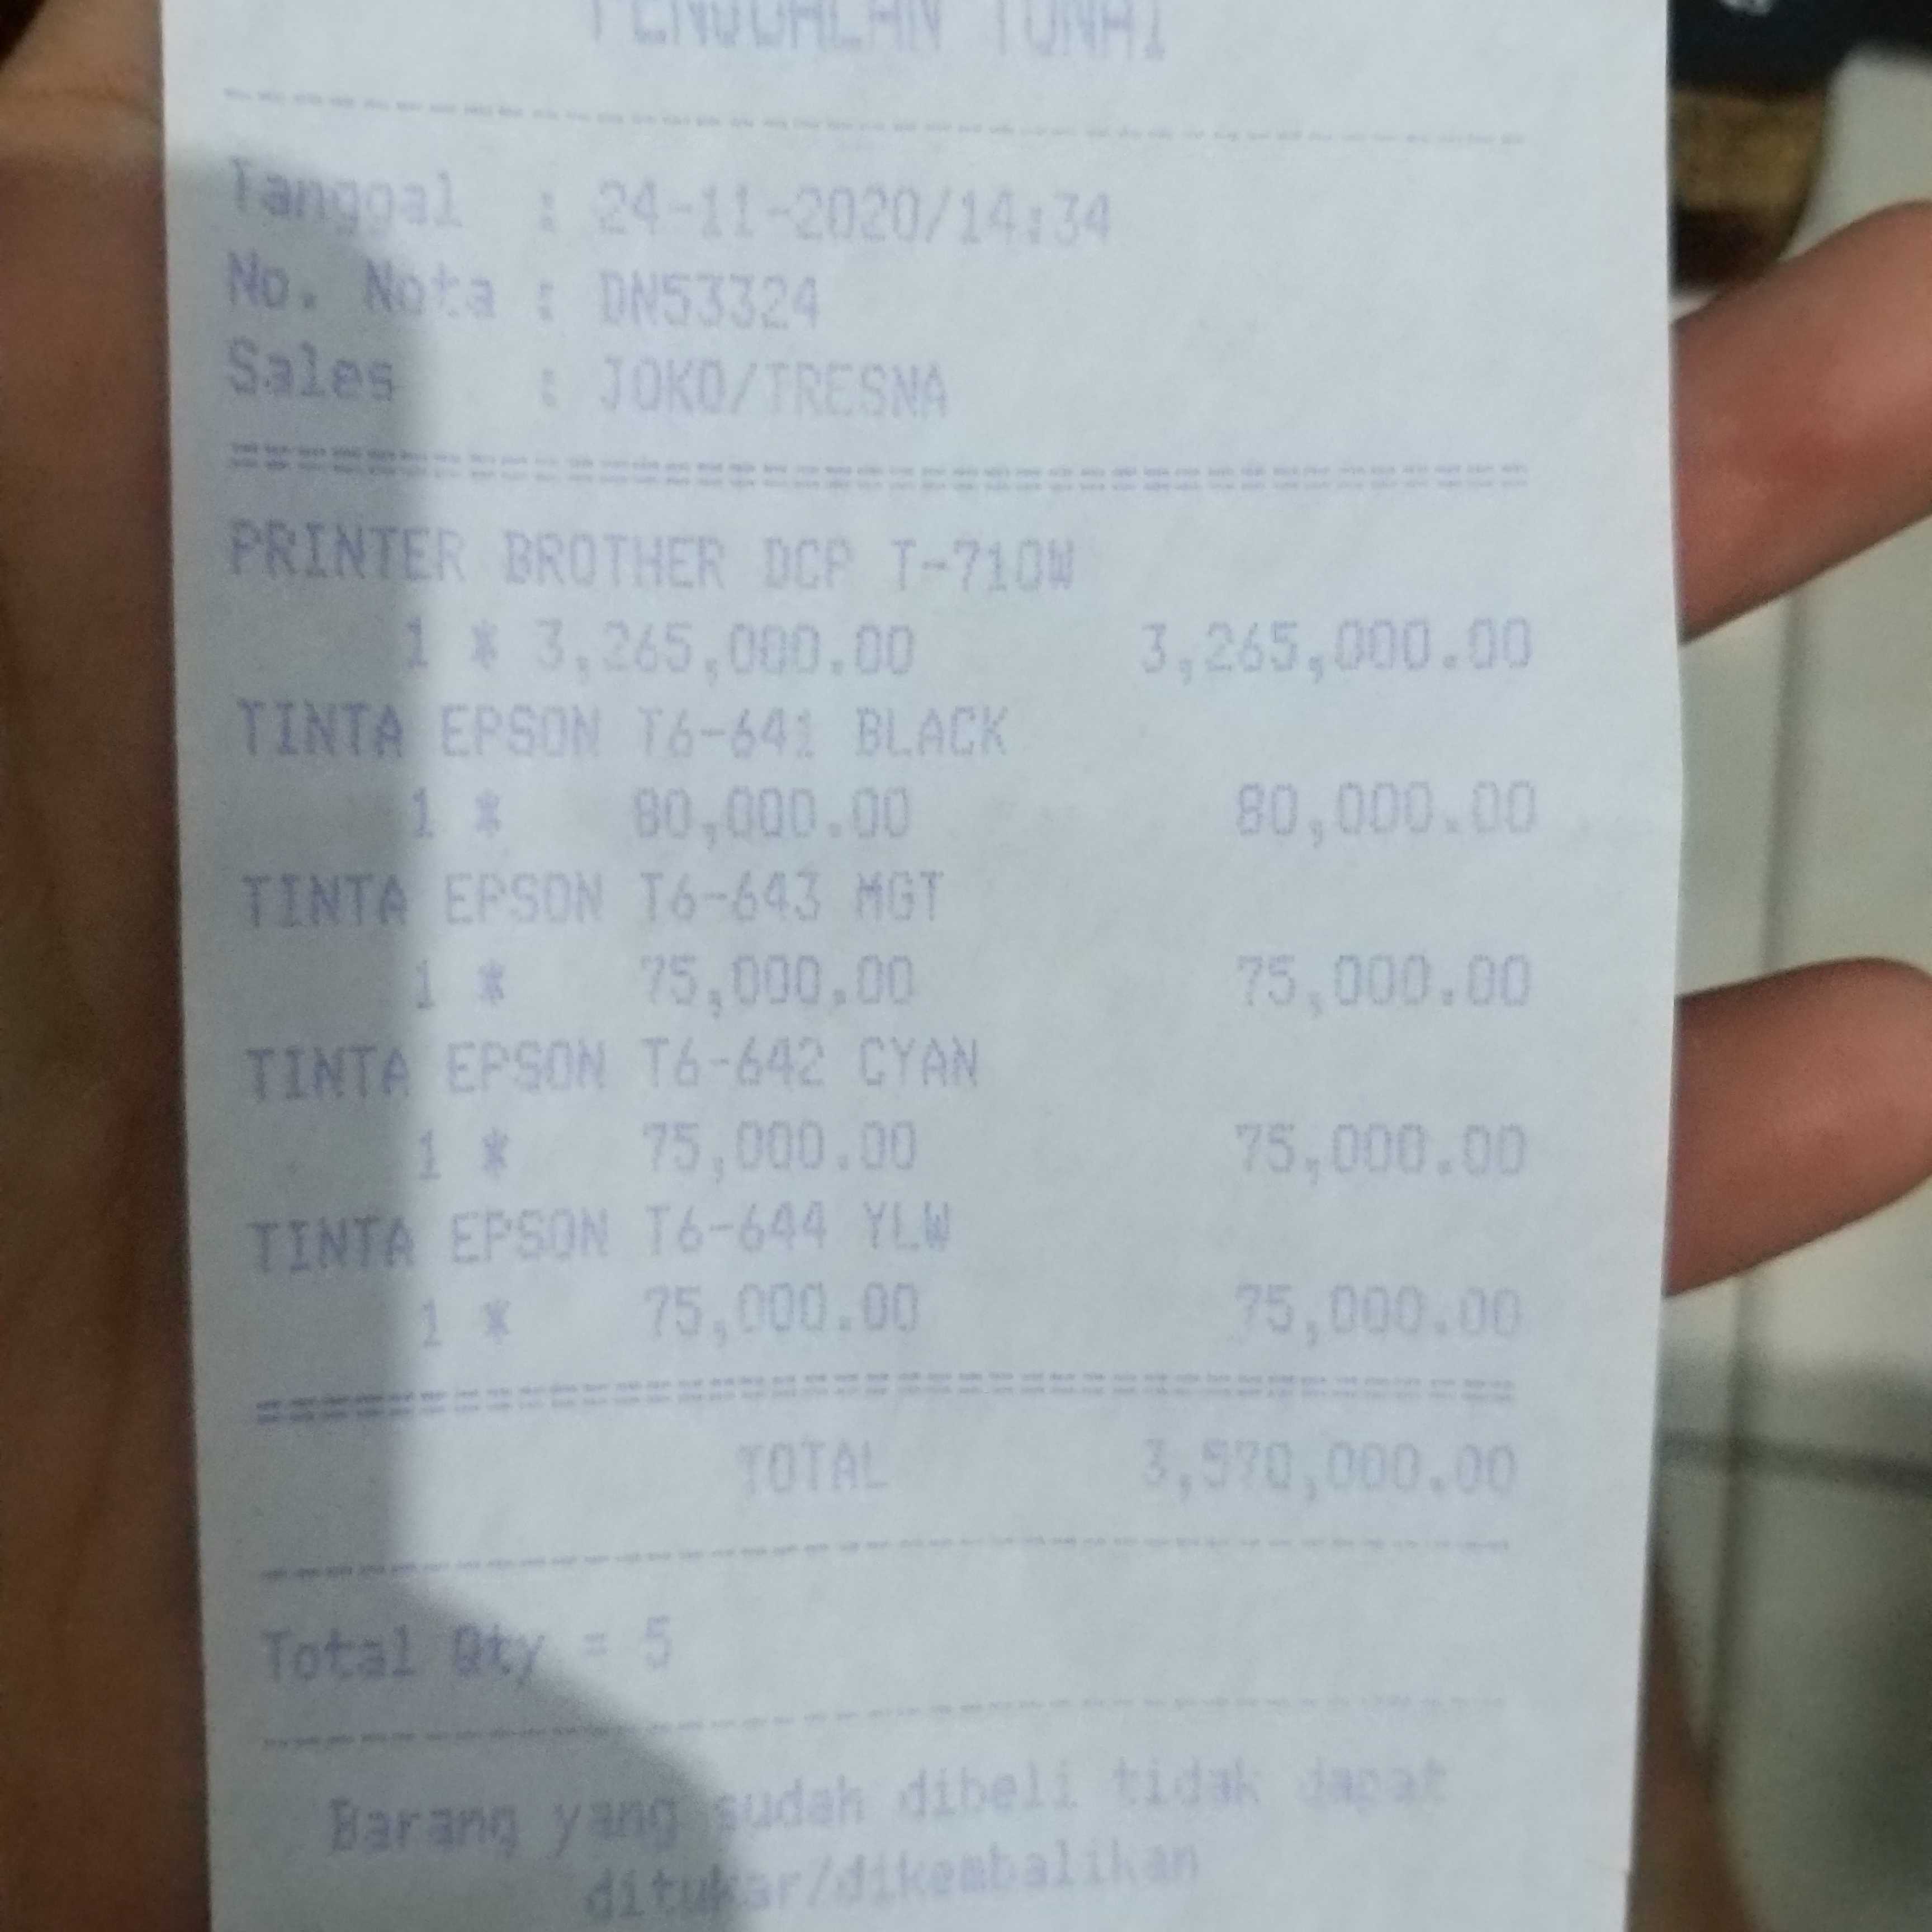 PENJUALAN TUNAI
Tanggal : 24-11-2020/14:34
No. Nota : DN53324
Sales : JOKO/TRESNA
PRINTER BROTHER DCP T-710W
1 * 3,265,000.00 3,265,000.00
TINTA EPSON T6-641 BLACK
1 * 80,000.00 80,000.00
TINTA EPSON T6-643 MGT
1 * 75,000.00 75,000.00
TINTA EPSON T6-642 CYAN
1 * 75,000.00 75,000.00
TINTA EPSON T6-644 YLW
1 * 75,000.00 75,000.00
TOTAL 3,570,000.00
Total Qty = 5
Barang yang sudah dibeli tidak dapat
ditukar/dikembalikan